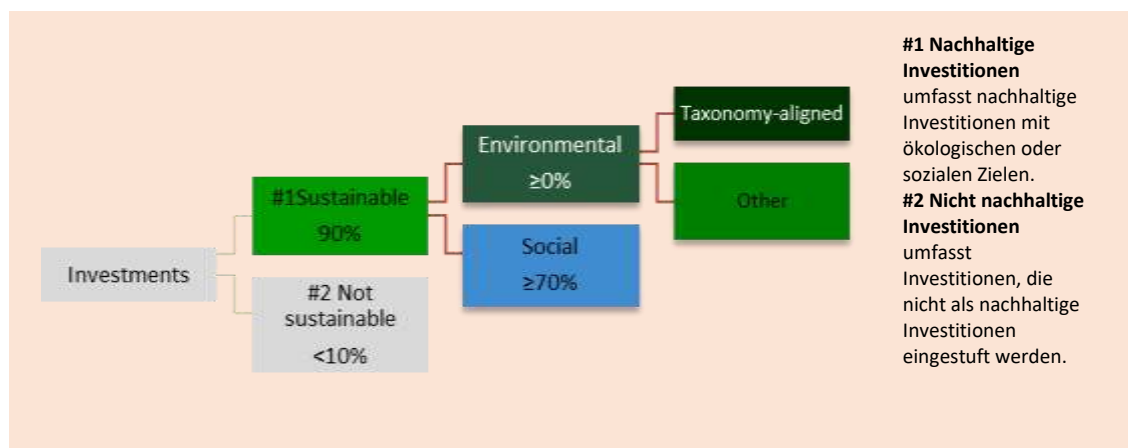 Investments
#1Sustainable
90%
#2 Not
sustainable
<10%
Environmental
≥0%
Social
≥70%
Taxonomy-aligned
Other
#1 Nachhaltige
Investitionen
umfasst nachhaltige
Investitionen mit
ökologischen oder
sozialen Zielen.
#2 Nicht nachhaltige
Investitionen
umfasst
Investitionen, die
nicht als nachhaltige
Investitionen
eingestuft werden.